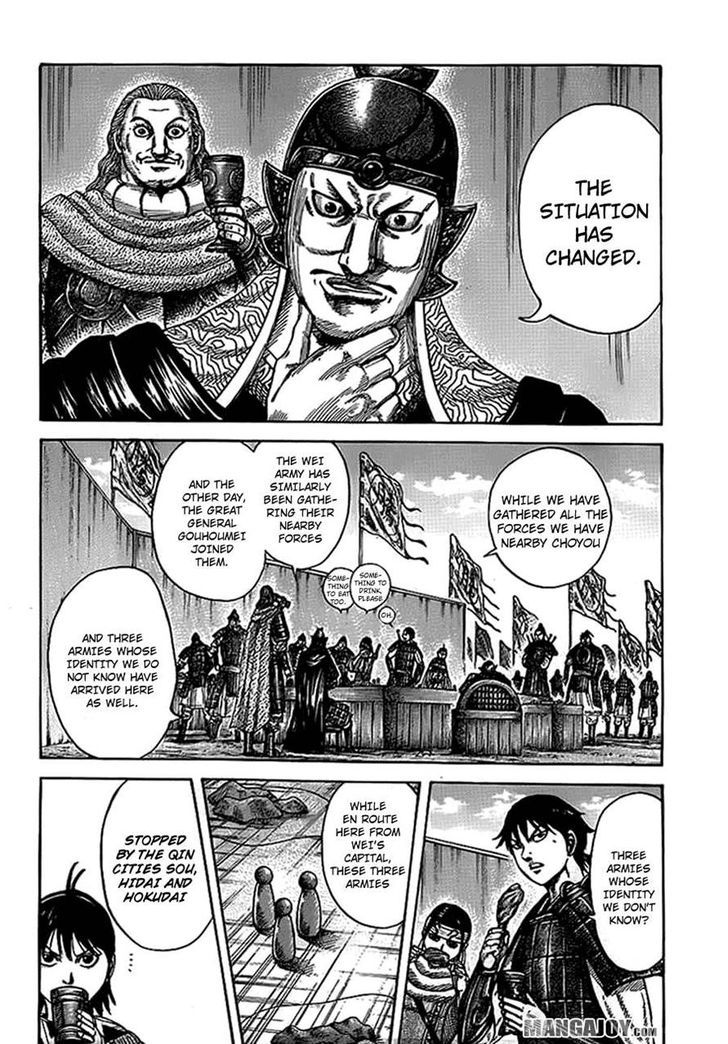 THE
SITUATION
HAS
CHANGED.
WHILE WE HAVE
GATHERED ALL THE
FORCES WE HAVE
NEARBY CHOYOU
THE WEI
ARMY HAS
SIMILARLY
BEEN GATHE-
RING THEIR
NEARBY
FORCES
AND THE
OTHER DAY,
THE GREAT
GENERAL
GOUHOUMEI
JOINED
THEM.
OH,
SOME-
THING TO
DRINK,
PLEASE
SOME-
THING
TO EAT
TOO.
AND THREE
ARMIES WHOSE
IDENTITY WE DO
NOT KNOW HAVE
ARRIVED HERE
AS WELL.
THREE
ARMIES
WHOSE
IDENTITY
WE DON'T
KNOW?
WHILE
EN ROUTE
HERE FROM
WEI'S
CAPITAL,
THESE THREE
ARMIES
STOPPED
BY THE QIN
CITIES SOU,
HIDAI AND
HOKUDAI
MANGAJOY.COM